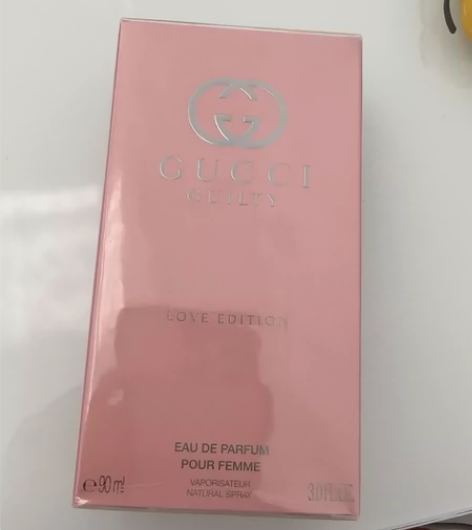 GUCCI
GUILTY
LOVE EDITION
EAU DE PARFUM
POUR FEMME
VAPORISATEUR
NATURAL SPRAY
℮90 ml
3.0 FL.OZ.